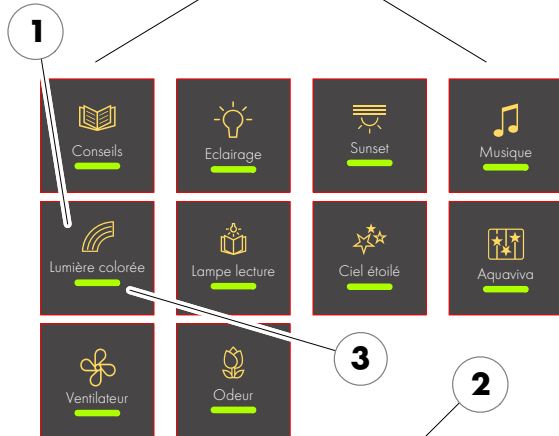 1
Conseils
Eclairage
Sunset
Musique
Lumière colorée
Lampe lecture
Ciel étoilé
Aquaviva
3
2
Ventilateur
Odeur